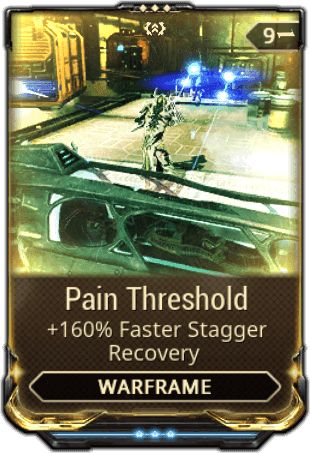 9
Pain Threshold
+160% Faster Stagger
Recovery
WARFRAME